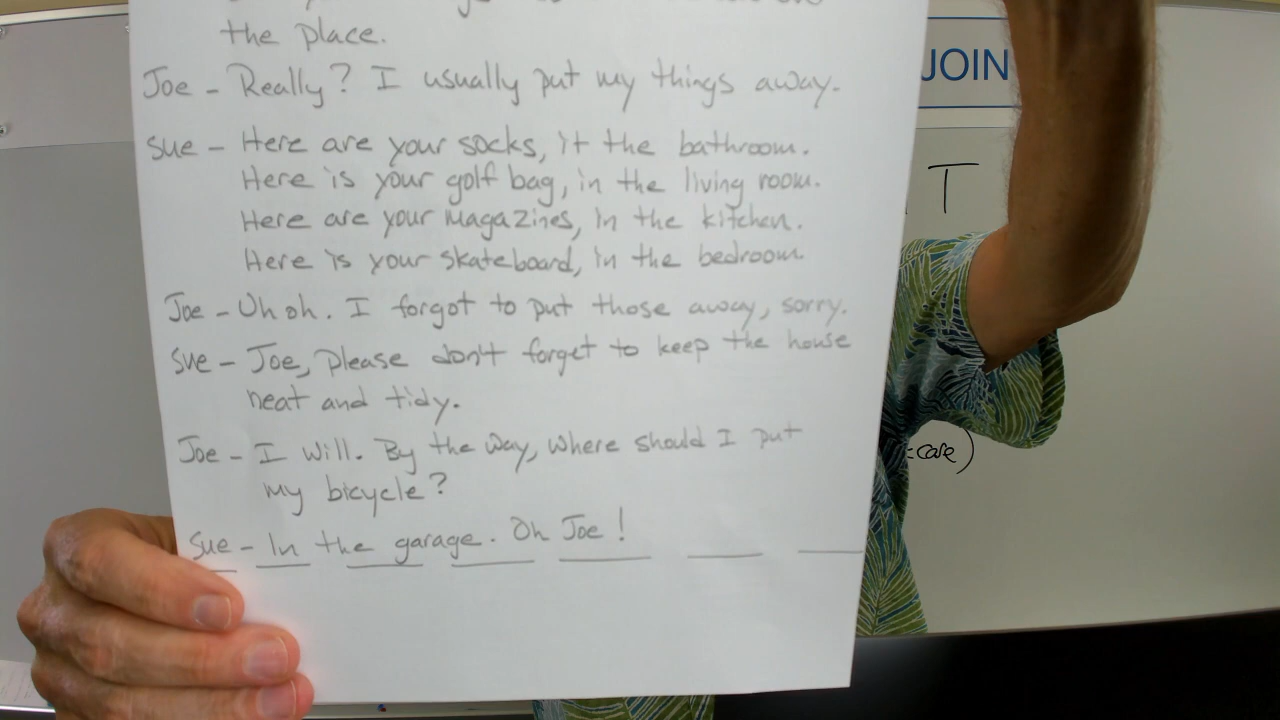 the place.
Joe - Really? I usually put my things away.
Sue - Here are your socks, it the bathroom.
Here is your golf bag, in the living room.
Here are your magazines, in the kitchen.
Here is your skateboard, in the bedroom.
Joe - Uh oh. I forgot to put those away, sorry.
Sue - Joe, please don't forget to keep the house
neat and tidy.
Joe - I will. By the way, where should I put
my bicycle?
Sue - In the garage. Oh Joe!
JOIN
T
=care)